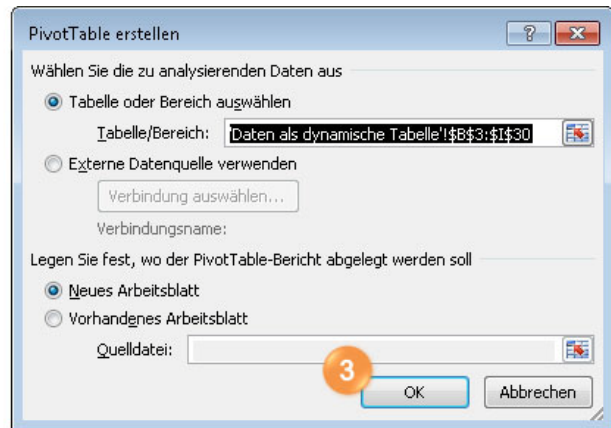 PivotTable erstellen
Wählen Sie die zu analysierenden Daten aus
Tabelle oder Bereich auswählen
Tabelle/Bereich: 'Daten als dynamische Tabelle'!$B$3:$I$30
Externe Datenquelle verwenden
Verbindung auswählen...
Verbindungsname:
Legen Sie fest, wo der PivotTable-Bericht abgelegt werden soll
Neues Arbeitsblatt
Vorhandenes Arbeitsblatt
Quelldatei:
3
OK Abbrechen